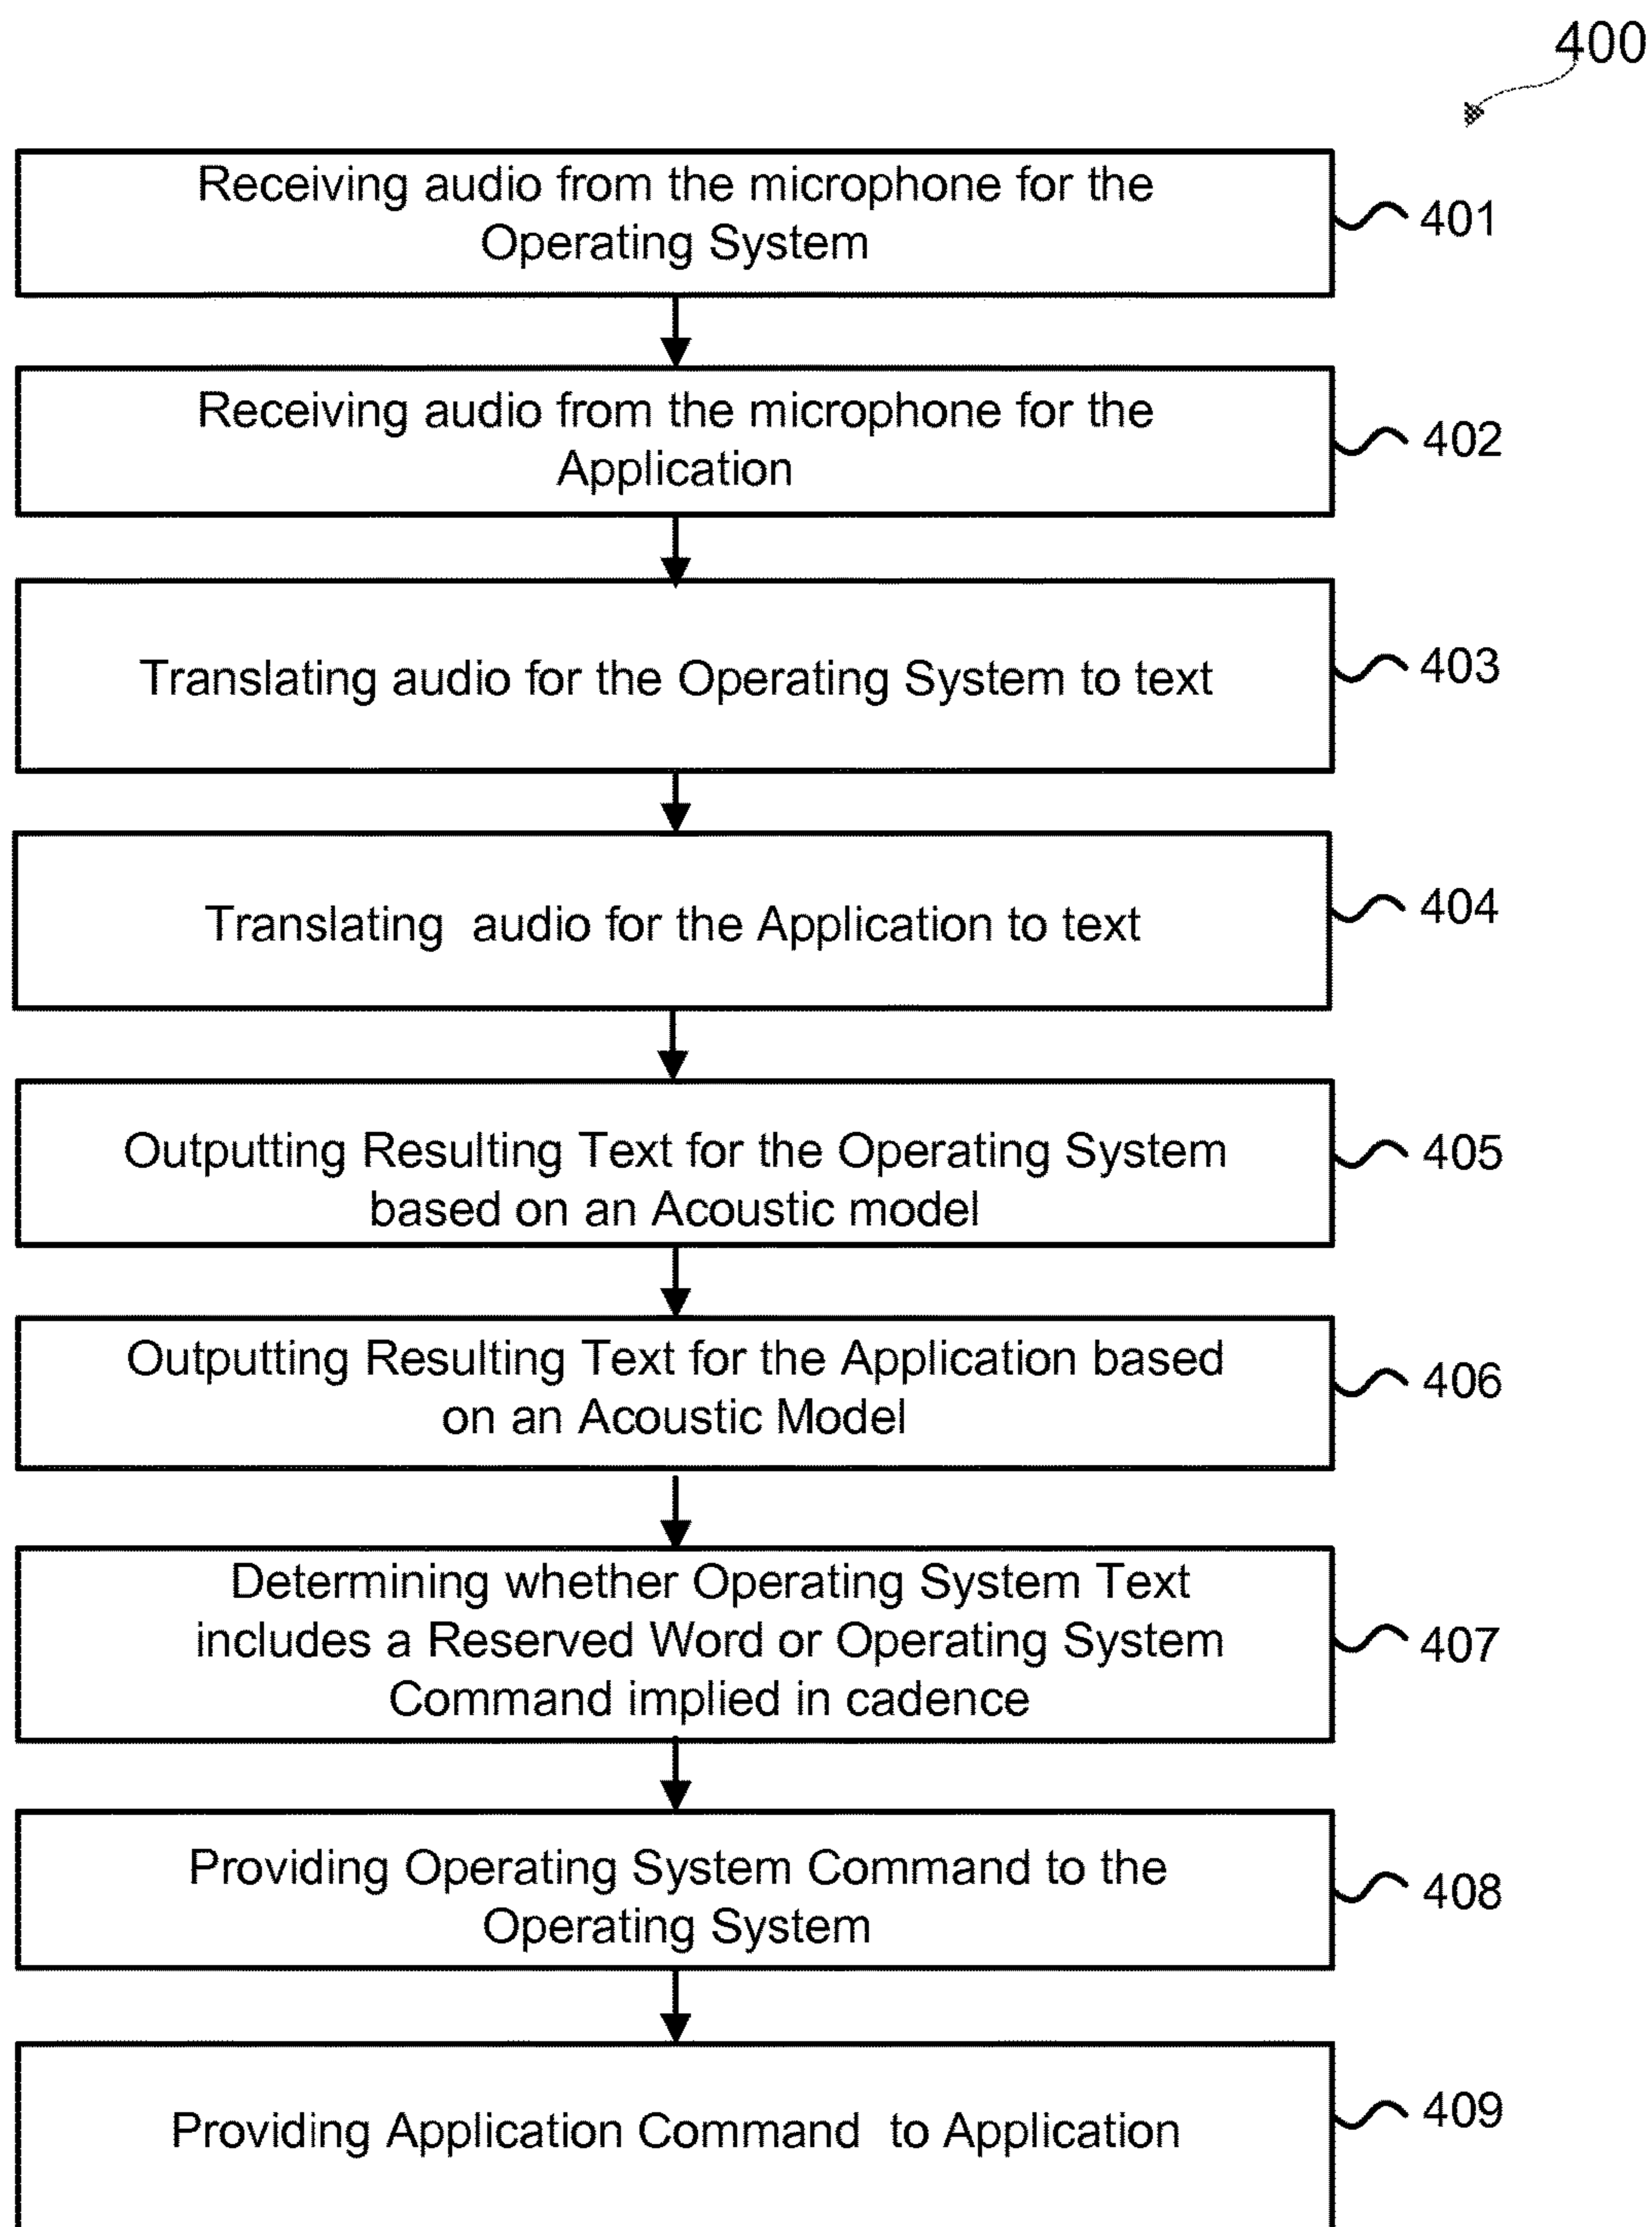 400
Receiving audio from the microphone for the
Operating System
401
Receiving audio from the microphone for the
Application
402
Translating audio for the Operating System to text
403
Translating audio for the Application to text
404
Outputting Resulting Text for the Operating System
based on an Acoustic model
405
Outputting Resulting Text for the Application based
on an Acoustic Model
406
Determining whether Operating System Text
includes a Reserved Word or Operating System
Command implied in cadence
407
Providing Operating System Command to the
Operating System
408
Providing Application Command to Application
409